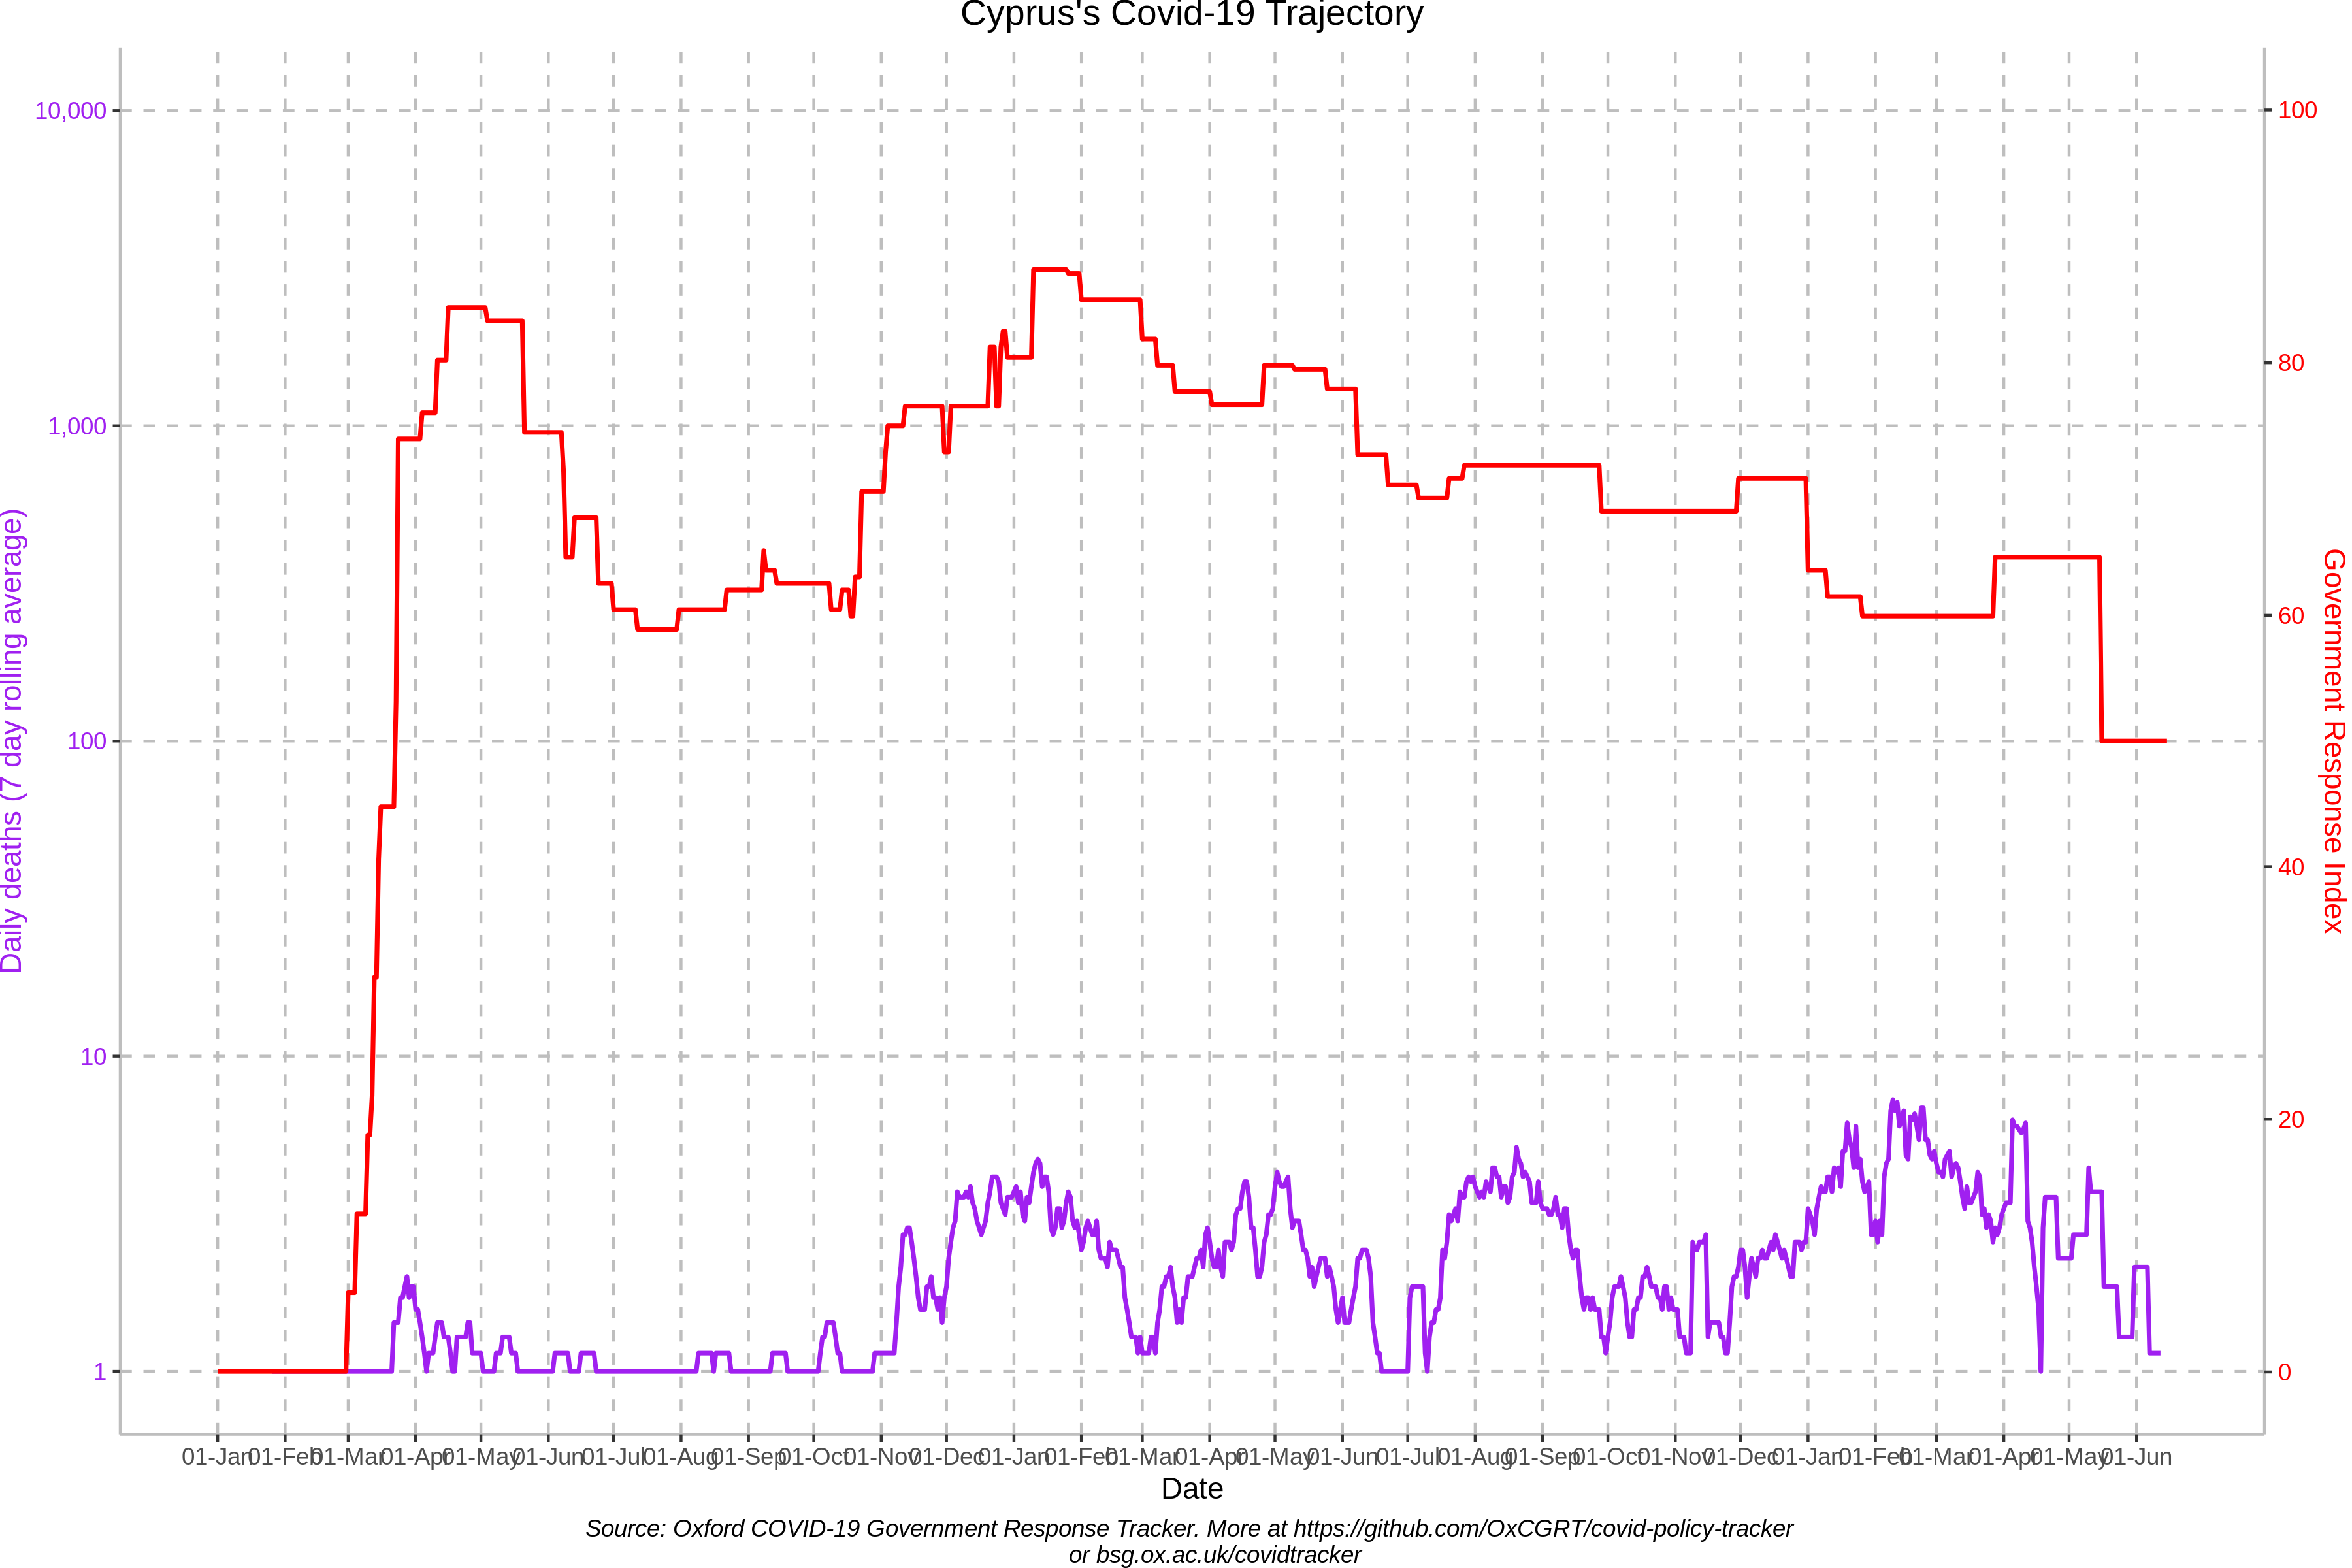 Cyprus's Covid-19 Trajectory
10,000
1,000
100
10
1
Daily deaths (7 day rolling average)
100
80
60
40
20
0
Government Response Index
01-Jan 01-Feb 01-Mar 01-Apr 01-May 01-Jun 01-Jul 01-Aug 01-Sep 01-Oct 01-Nov 01-Dec 01-Jan 01-Feb 01-Mar 01-Apr 01-May 01-Jun 01-Jul 01-Aug 01-Sep 01-Oct 01-Nov 01-Dec 01-Jan 01-Feb 01-Mar 01-Apr 01-May 01-Jun
Date
Source: Oxford COVID-19 Government Response Tracker. More at https://github.com/OxCGRT/covid-policy-tracker
or bsg.ox.ac.uk/covidtracker